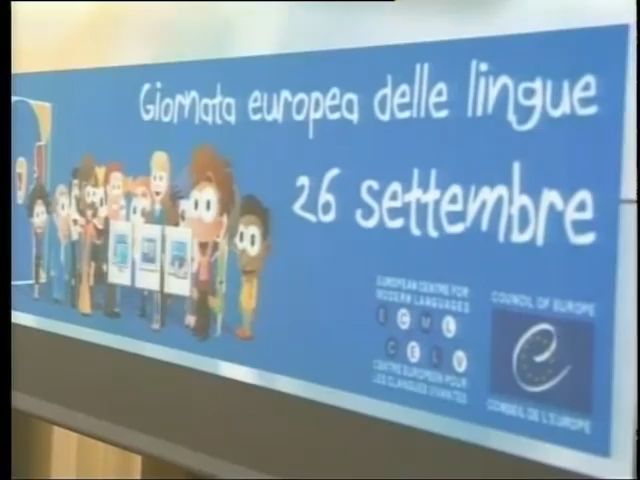 Giornata europea delle lingue
26 settembre
EUROPEAN CENTRE FOR
MODERN LANGUAGES
E C M L
C E L V
CENTRE EUROPEEN POUR
LES LANGUES VIVANTES
COUNCIL OF EUROPE
CONSEIL DE L'EUROPE